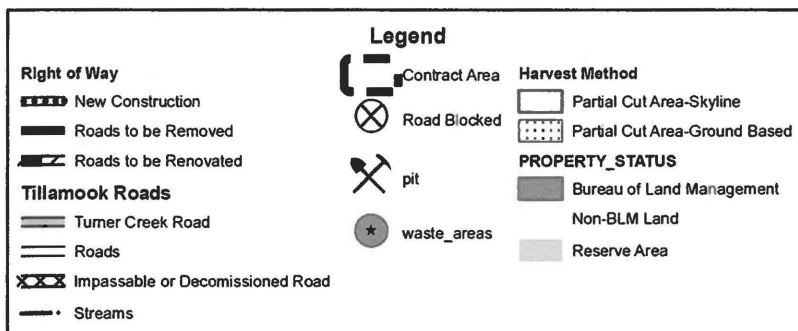 Legend
Right of Way
New Construction
Roads to be Removed
Roads to be Renovated
Tillamook Roads
Turner Creek Road
Roads
Impassable or Decomissioned Road
Streams
Contract Area
Road Blocked
pit
waste_areas
Harvest Method
Partial Cut Area-Skyline
Partial Cut Area-Ground Based
PROPERTY_STATUS
Bureau of Land Management
Non-BLM Land
Reserve Area